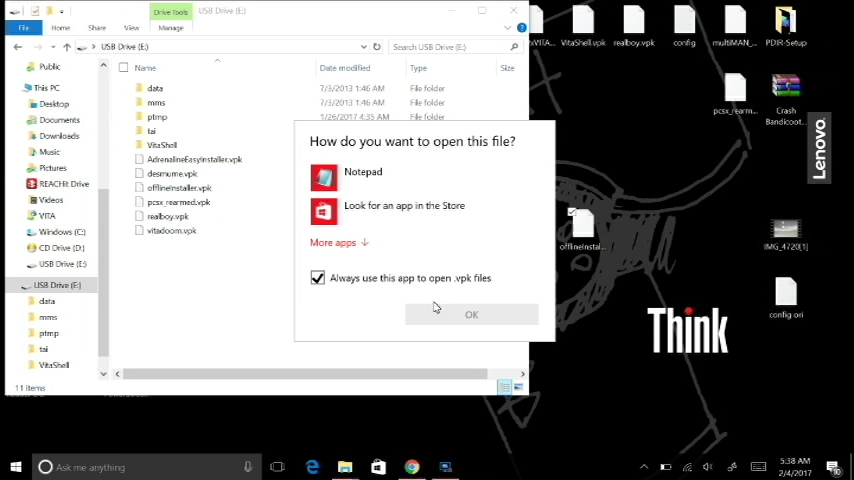 Drive Tools
USB Drive (E:)
File
Home
Share
View
Manage
USB Drive (E:)
Search USB Drive (E:)
Name
Date modified
Type
Size
Public
This PC
Desktop
Documents
Downloads
Music
Pictures
REACHit Drive
Videos
VITA
Windows (C:)
CD Drive (D:)
USB Drive (E:)
USB Drive (E:)
data
mms
ptmp
tai
VitaShell
data
7/3/2013 1:46 AM
File folder
mms
7/3/2013 1:46 AM
File folder
ptmp
1/26/2017 4:35 AM
File folder
tai
VitaShell
AdrenalineEasyInstaller.vpk
desmume.vpk
offlineInstaller.vpk
pcsx_rearmed.vpk
realboy.vpk
vitadoom.vpk
11 items
How do you want to open this file?
Notepad
Look for an app in the Store
More apps
Always use this app to open .vpk files
OK
VitaShell.vpk
realboy.vpk
config
multiMAN_...
PDIR-Setup
pcsx_rearm...
Crash
Bandicoot...
offlineInstal...
IMG_4720[1]
config ori
Lenovo
Think
Ask me anything
5:38 AM
2/4/2017